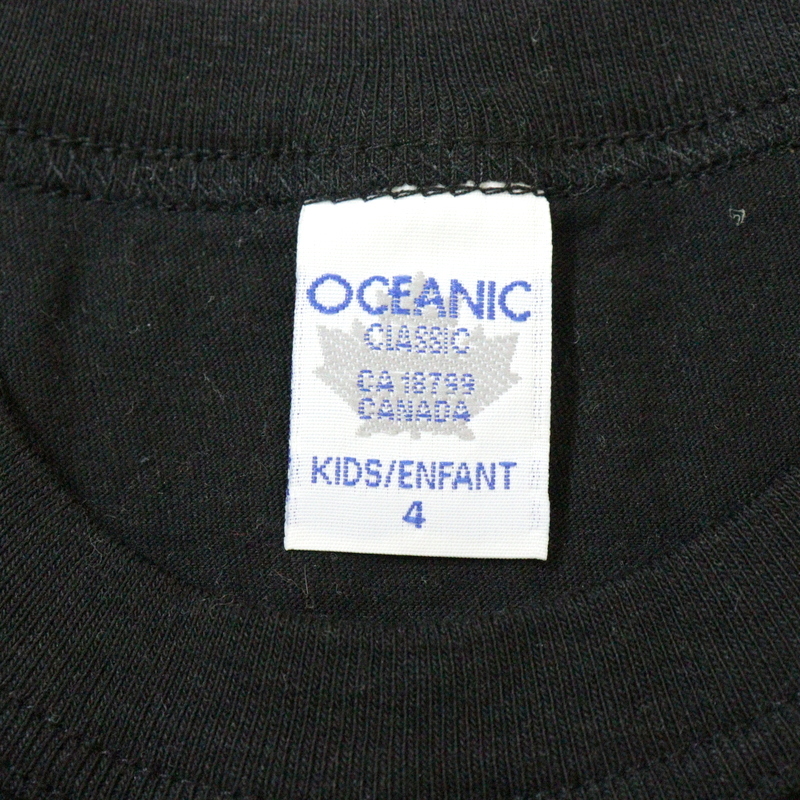 OCEANIC
CLASSIC
CA 18799
CANADA
KIDS/ENFANT
4